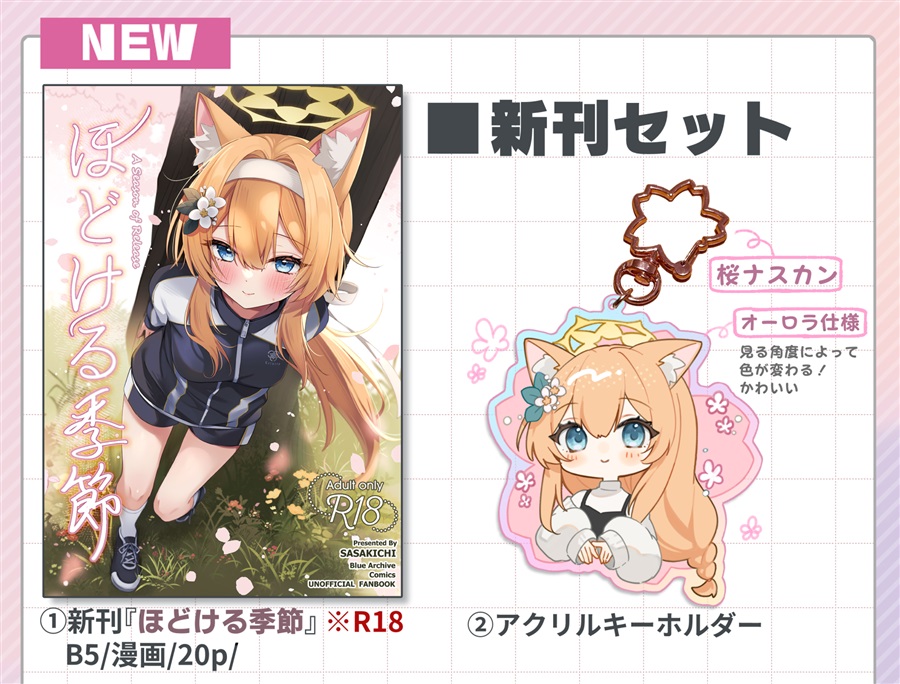 NEW
■新刊セット
ほどける季節
A Season of Release
Adult only
R18
Presented By
SASAKICHI
Blue Archive
Comics
UNOFFICIAL FANBOOK
桜ナスカン
オーロラ仕様
見る角度によって
色が変わる！
かわいい
①新刊『ほどける季節』※R18
B5/漫画/20p/
②アクリルキーホルダー